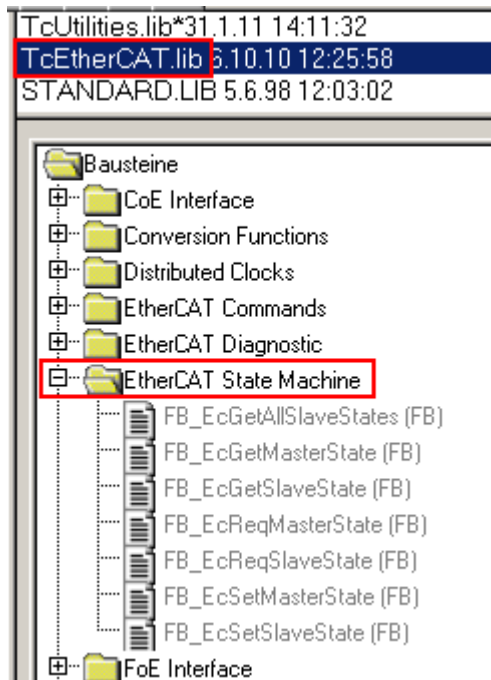 TcUtilities.lib*31.1.11 14:11:32
TcEtherCAT.lib 6.10.10 12:25:58
STANDARD.LIB 5.6.98 12:03:02
Bausteine
CoE Interface
Conversion Functions
Distributed Clocks
EtherCAT Commands
EtherCAT Diagnostic
EtherCAT State Machine
FB_EcGetAllSlaveStates (FB)
FB_EcGetMasterState (FB)
FB_EcGetSlaveState (FB)
FB_EcReqMasterState (FB)
FB_EcReqSlaveState (FB)
FB_EcSetMasterState (FB)
FB_EcSetSlaveState (FB)
FoE Interface